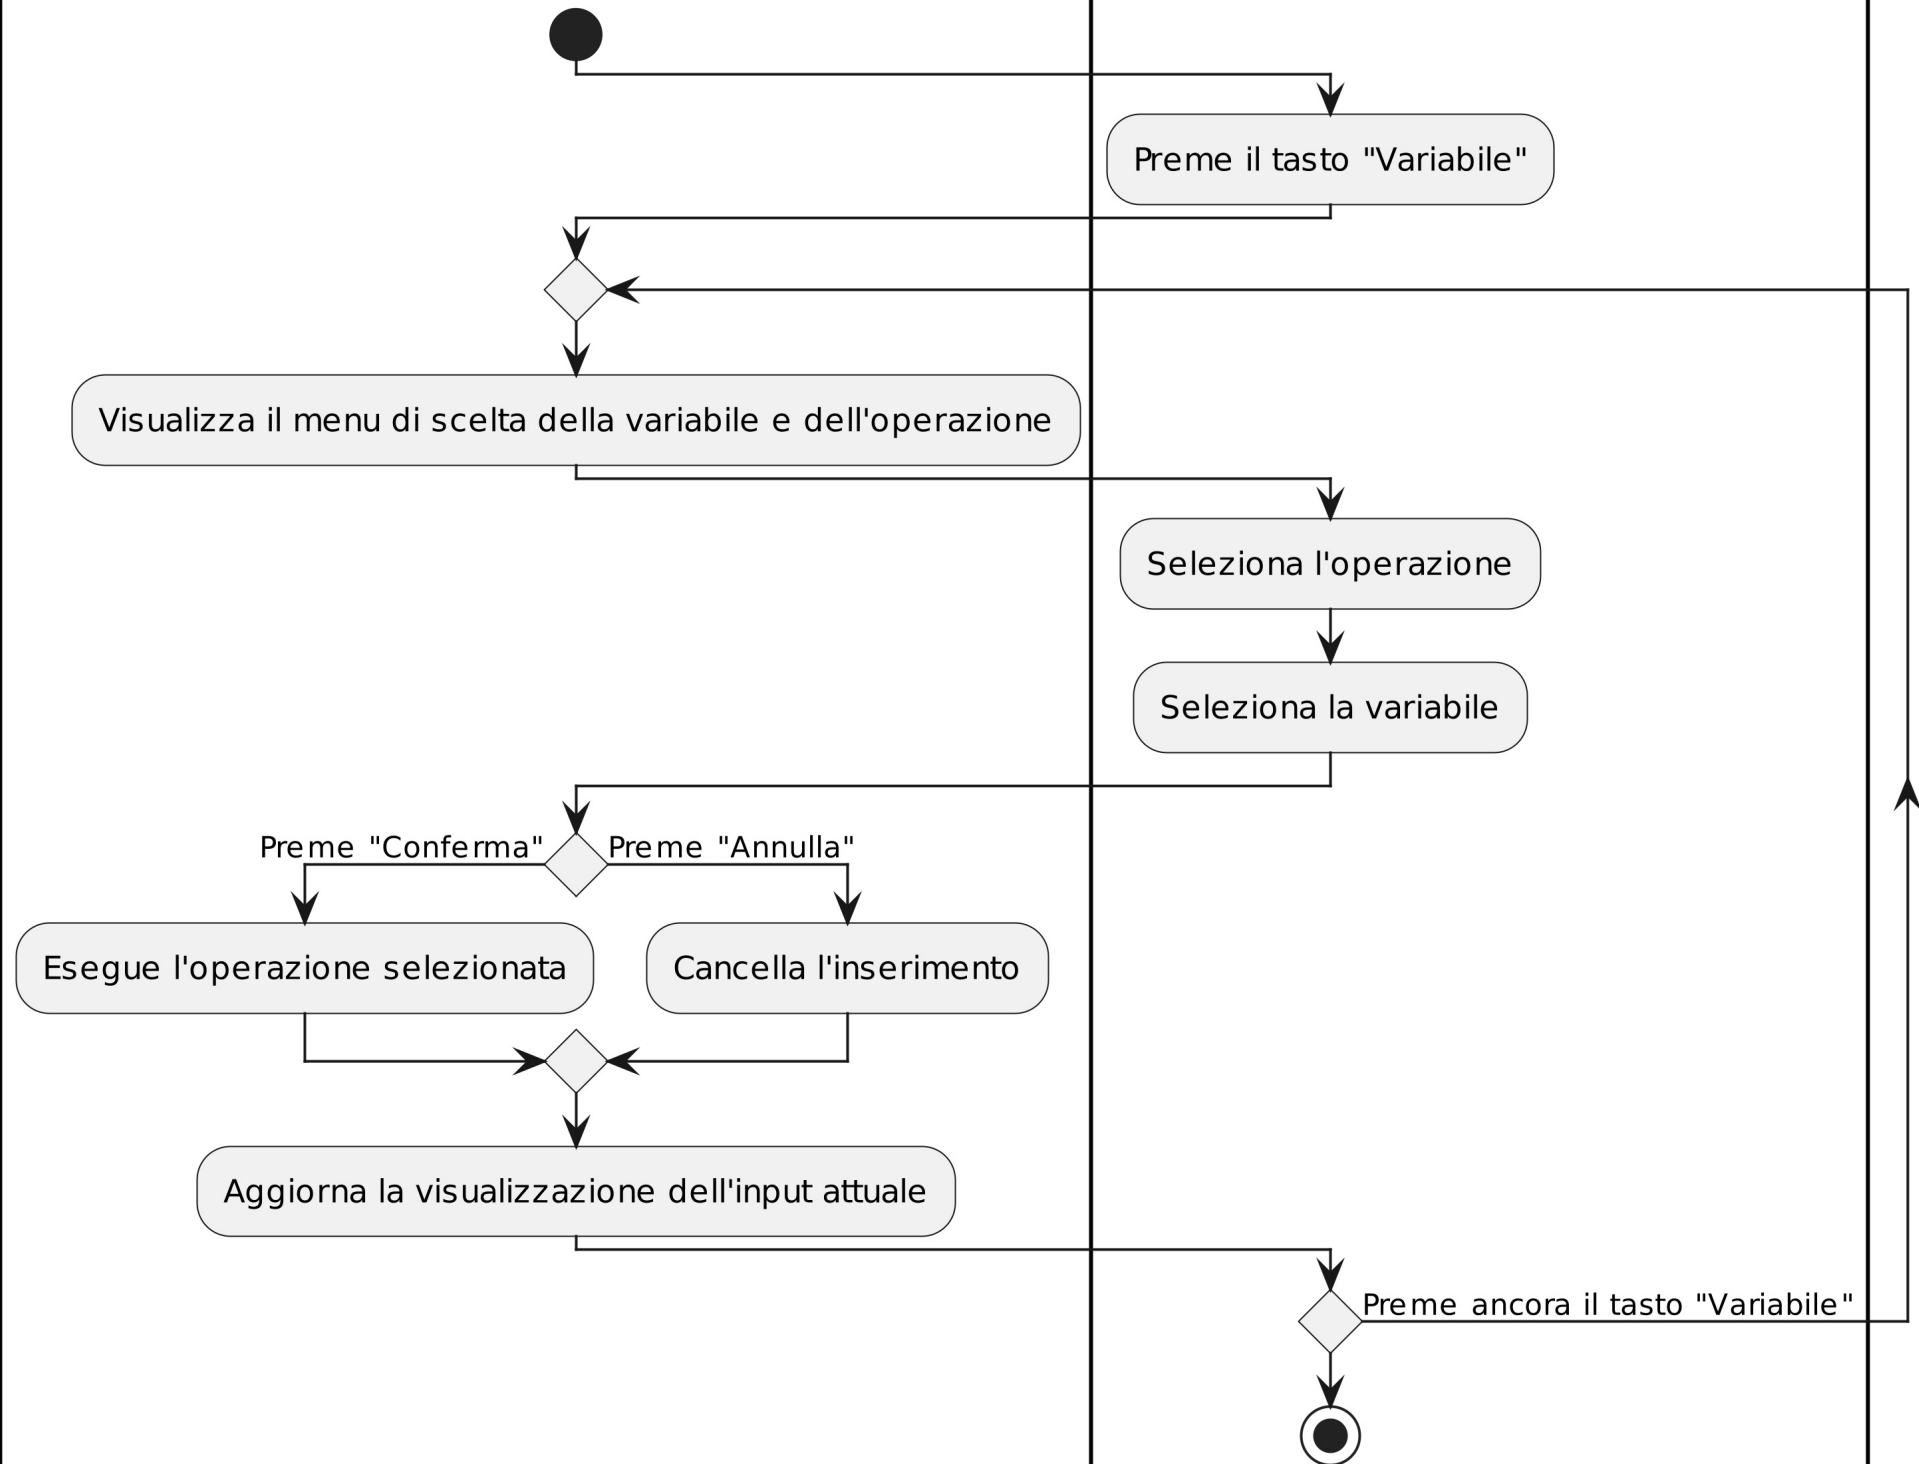 Preme il tasto "Variabile"
Visualizza il menu di scelta della variabile e dell'operazione
Seleziona l'operazione
Seleziona la variabile
Preme "Conferma"
Preme "Annulla"
Esegue l'operazione selezionata
Cancella l'inserimento
Aggiorna la visualizzazione dell'input attuale
Preme ancora il tasto "Variabile"